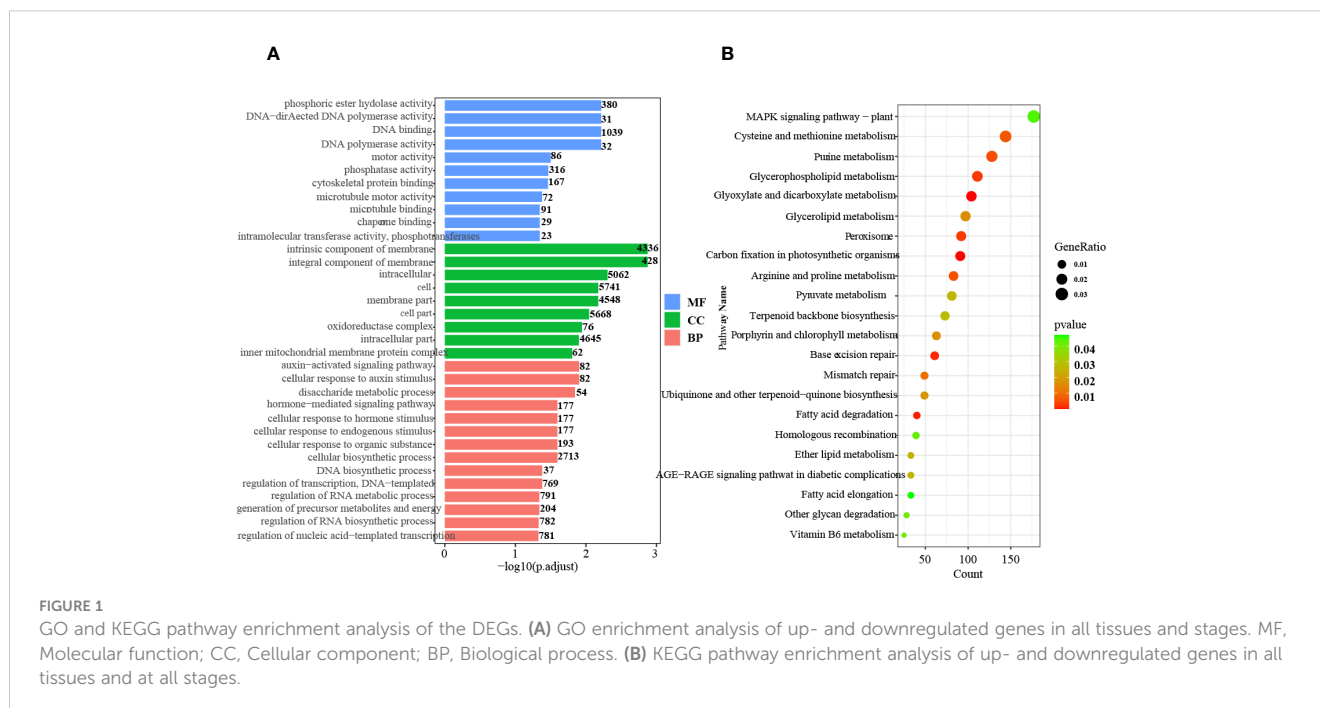 A
B
phosphoric ester hydolase activity 380
DNA−dirAected DNA polymerase activity 31
DNA binding 1039
DNA polymerase activity 32
motor activity 86
phosphatase activity 316
cytoskeletal protein binding 167
microtubule motor activity 72
microtubule binding 91
binding 29
intramolecular transferase activity, phosphotransferases 23
intrinsic component of membrane 4336
integral component of membrane 428
intracellular 5062
cell 5741
membrane part 4548
cell part 5668
oxidoreductase complex 76
intracellular part 4645
inner mitochondrial membrane protein complex 62
auxin−activated signaling pathway 82
cellular response to auxin stimulus 82
disaccharide metabolic process 54
hormone−mediated signaling pathway 177
cellular response to hormone stimulus 177
cellular response to endogenous stimulus 177
cellular response to organic substance 193
cellular biosynthetic process 2713
DNA biosynthetic process 37
regulation of transcription, DNA−templated 769
regulation of RNA metabolic process 791
generation of precursor metabolites and energy 204
regulation of RNA biosynthetic process 782
regulation of nucleic acid−templated transcription 781
0 1 2 3
−log10(p.adjust)
MF
CC
BP
Pathway Name
MAPK signaling pathway − plant
Cysteine and methionine metabolism
Purine metabolism
Glycerophospholipid metabolism
Glyoxylate and dicarboxylate metabolism
Glycerolipid metabolism
Peroxisome
Carbon fixation in photosynthetic organisms
Arginine and proline metabolism
Pyruvate metabolism
Terpenoid backbone biosynthesis
Porphyrin and chlorophyll metabolism
Base excision repair
Mismatch repair
Ubiquinone and other terpenoid−quinone biosynthesis
Fatty acid degradation
Homologous recombination
Ether lipid metabolism
AGE−RAGE signaling pathwat in diabetic complications
Fatty acid elongation
Other glycan degradation
Vitamin B6 metabolism
50 100 150
Count
GeneRatio
0.01
0.02
0.03
pvalue
0.04
0.03
0.02
0.01
FIGURE 1
GO and KEGG pathway enrichment analysis of the DEGs. (A) GO enrichment analysis of up- and downregulated genes in all tissues and stages. MF,
Molecular function; CC, Cellular component; BP, Biological process. (B) KEGG pathway enrichment analysis of up- and downregulated genes in all
tissues and at all stages.